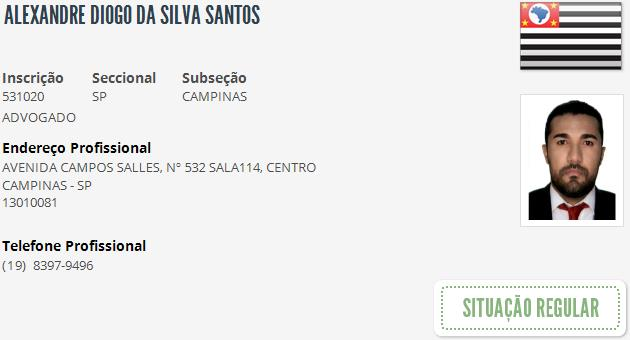 ALEXANDRE DIOGO DA SILVA SANTOS
Inscrição Seccional Subseção
531020 SP CAMPINAS
ADVOGADO
Endereço Profissional
AVENIDA CAMPOS SALLES, Nº 532 SALA114, CENTRO
CAMPINAS - SP
13010081
Telefone Profissional
(19) 8397-9496
SITUAÇÃO REGULAR